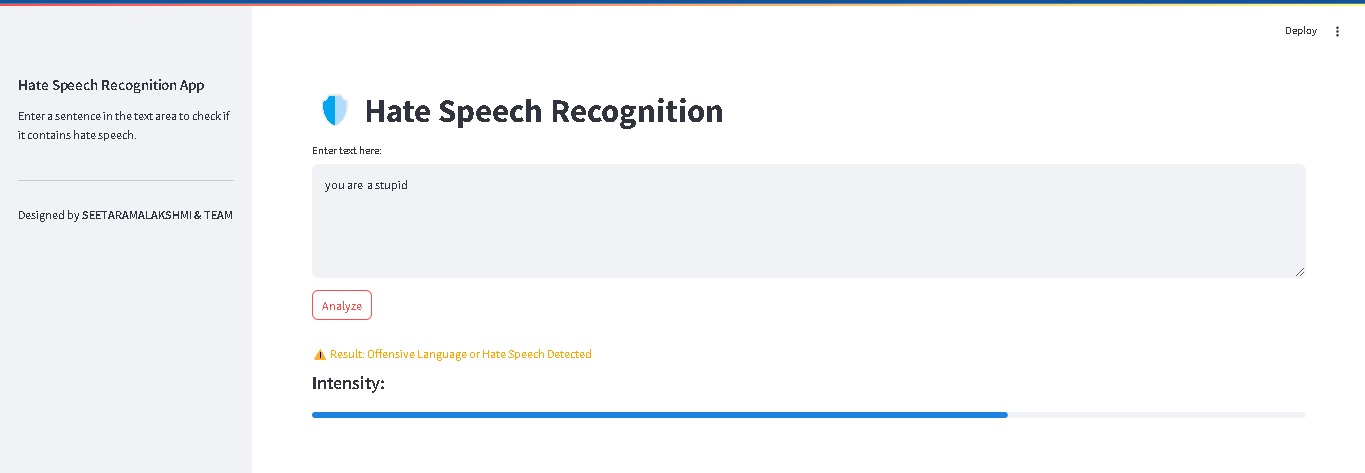 Deploy
Hate Speech Recognition App
Enter a sentence in the text area to check if
it contains hate speech.
Designed by SEETARAMALAKSHMI & TEAM
Hate Speech Recognition
Enter text here:
you are a stupid
Analyze
Result: Offensive Language or Hate Speech Detected
Intensity: